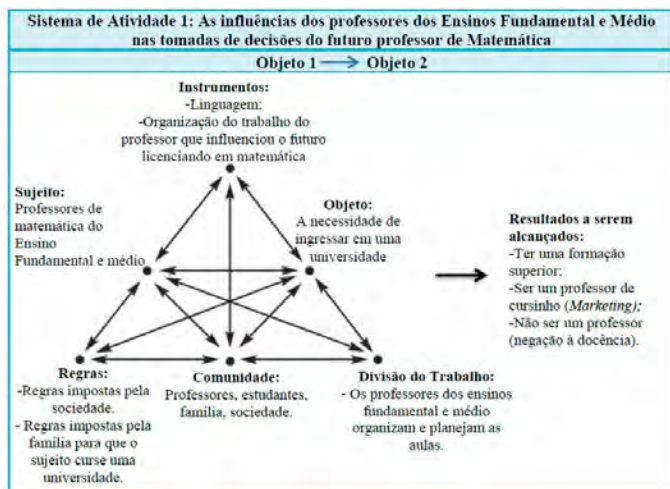 Sistema de Atividade 1: As influências dos professores dos Ensinos Fundamental e Médio
nas tomadas de decisões do futuro professor de Matemática
Objeto 1 → Objeto 2
Instrumentos:
-Linguagem;
-Organização do trabalho do
professor que influenciou o futuro
licenciando em matemática
Sujeito:
Professores de
matemática do
Ensino
Fundamental e médio
Objeto:
A necessidade de
ingressar em uma
universidade
Resultados a serem
alcançados:
-Ter uma formação
superior;
-Ser um professor de
cursinho (Marketing);
-Não ser um professor
(negação à docência).
Regras:
-Regras impostas pela
sociedade.
- Regras impostas pela
família para que o
sujeito curse uma
universidade.
Comunidade:
Professores, estudantes,
família, sociedade.
Divisão do Trabalho:
- Os professores dos ensinos
fundamental e médio
organizam e planejam as
aulas.